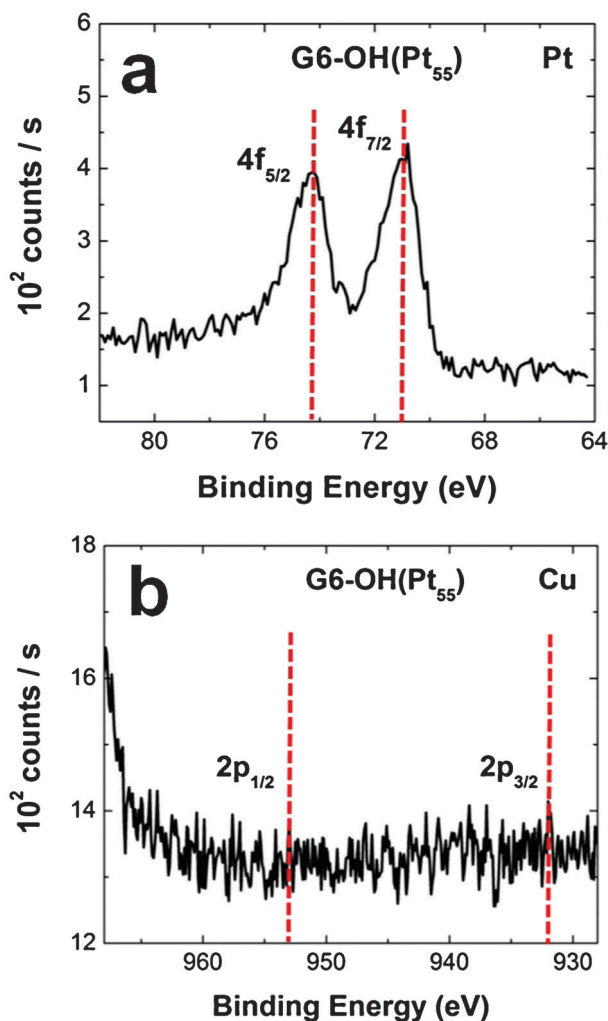 a
G6-OH(Pt55) Pt
4f7/2
4f5/2
10² counts / s
6
5
4
3
2
1
80 76 72 68 64
Binding Energy (eV)
b
G6-OH(Pt55) Cu
2p1/2 2p3/2
10² counts / s
18
16
14
12
960 950 940 930
Binding Energy (eV)